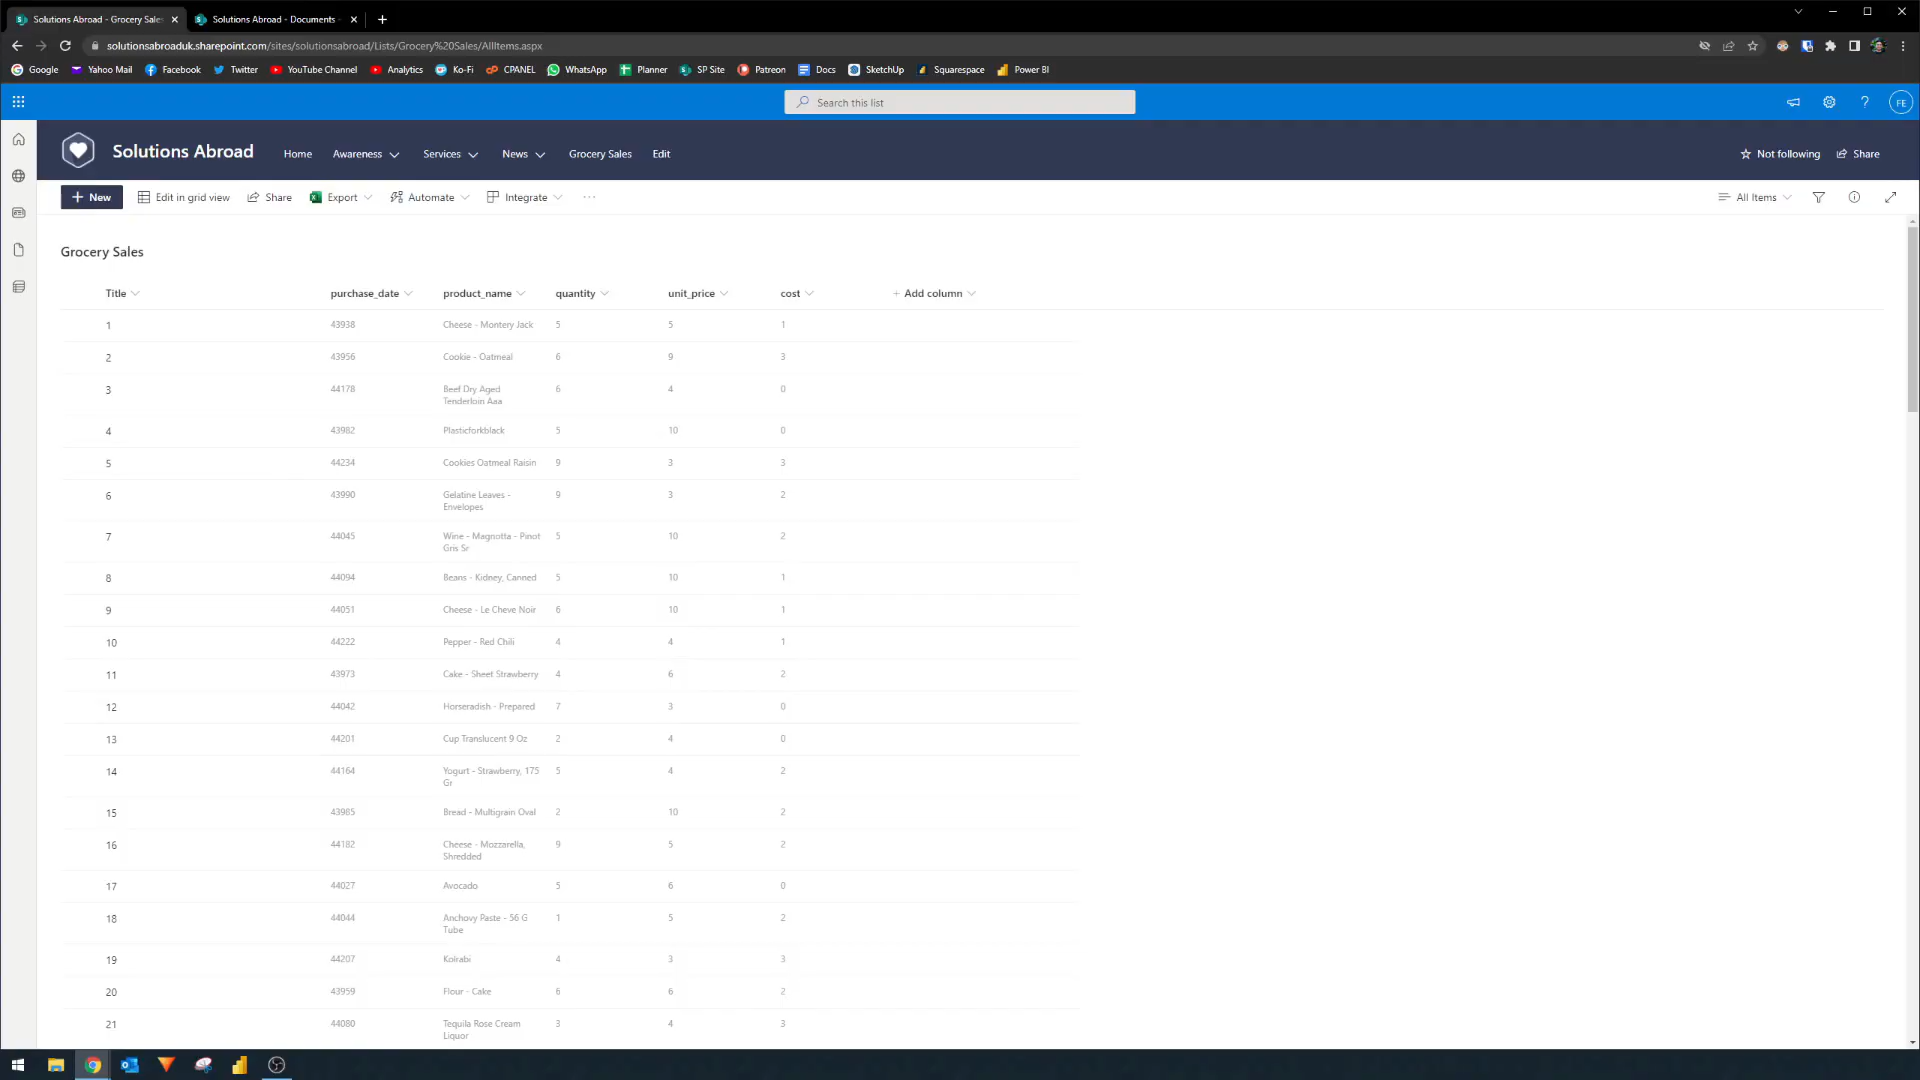 Solutions Abroad - Grocery Sales
Solutions Abroad - Documents -
solutionsabroaduk.sharepoint.com/sites/solutionsabroad/Lists/Grocery%20Sales/AllItems.aspx
Google Yahoo Mail Facebook Twitter YouTube Channel Analytics Ko-Fi CPANEL WhatsApp Planner SP Site Patreon Docs SketchUp Squarespace Power BI
Search this list
FE
Solutions Abroad Home Awareness Services News Grocery Sales Edit Not following Share
New Edit in grid view Share Export Automate Integrate ... All Items
Grocery Sales
Title purchase_date product_name quantity unit_price cost + Add column
1 43938 Cheese - Montery Jack 5 5 1
2 43956 Cookie - Oatmeal 6 9 3
3 44178 Beef Dry Aged 6 4 0
Tenderloin Aaa
4 43982 Plasticforkblack 5 10 0
5 44234 Cookies Oatmeal Raisin 9 3 3
6 43990 Gelatine Leaves - 9 3 2
Envelopes
7 44045 Wine - Magnotta - Pinot 5 10 2
Gris Sr
8 44094 Beans - Kidney, Canned 5 10 1
9 44051 Cheese - Le Cheve Noir 6 10 1
10 44222 Pepper - Red Chili 4 4 1
11 43973 Cake - Sheet Strawberry 4 6 2
12 44042 Horseradish - Prepared 7 3 0
13 44201 Cup Translucent 9 Oz 2 4 0
14 44164 Yogurt - Strawberry, 175 5 4 2
Gr
15 43985 Bread - Multigrain Oval 2 10 2
16 44182 Cheese - Mozzarella, 9 5 2
Shredded
17 44027 Avocado 5 6 0
18 44044 Anchovy Paste - 56 G 1 5 2
Tube
19 44207 Kolrabi 4 3 3
20 43959 Flour - Cake 6 6 2
21 44080 Tequila Rose Cream 3 4 3
Liquor